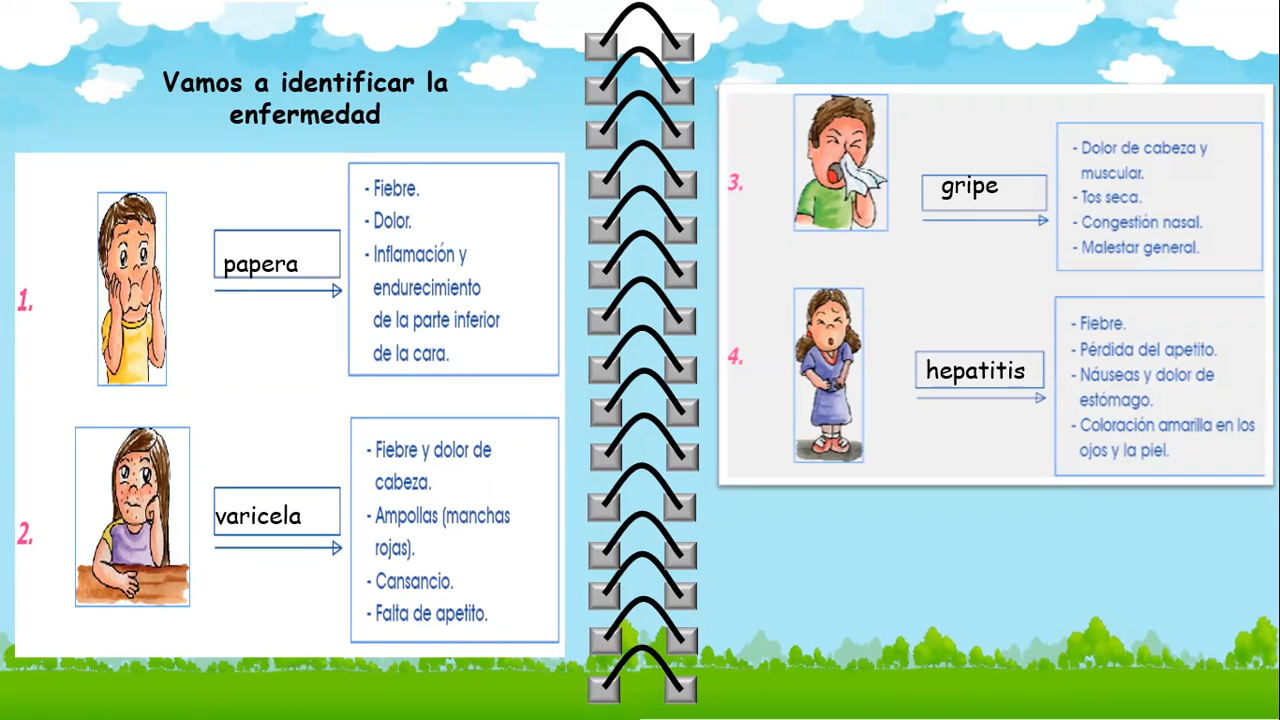 Vamos a identificar la
enfermedad
1.
papera
- Fiebre.
- Dolor.
- Inflamación y
endurecimiento
de la parte inferior
de la cara.
2.
varicela
- Fiebre y dolor de
cabeza.
- Ampollas (manchas
rojas).
- Cansancio.
- Falta de apetito.
3.
gripe
- Dolor de cabeza y
muscular.
- Tos seca.
- Congestión nasal.
- Malestar general.
4.
hepatitis
- Fiebre.
- Pérdida del apetito.
- Náuseas y dolor de
estómago.
- Coloración amarilla en los
ojos y la piel.